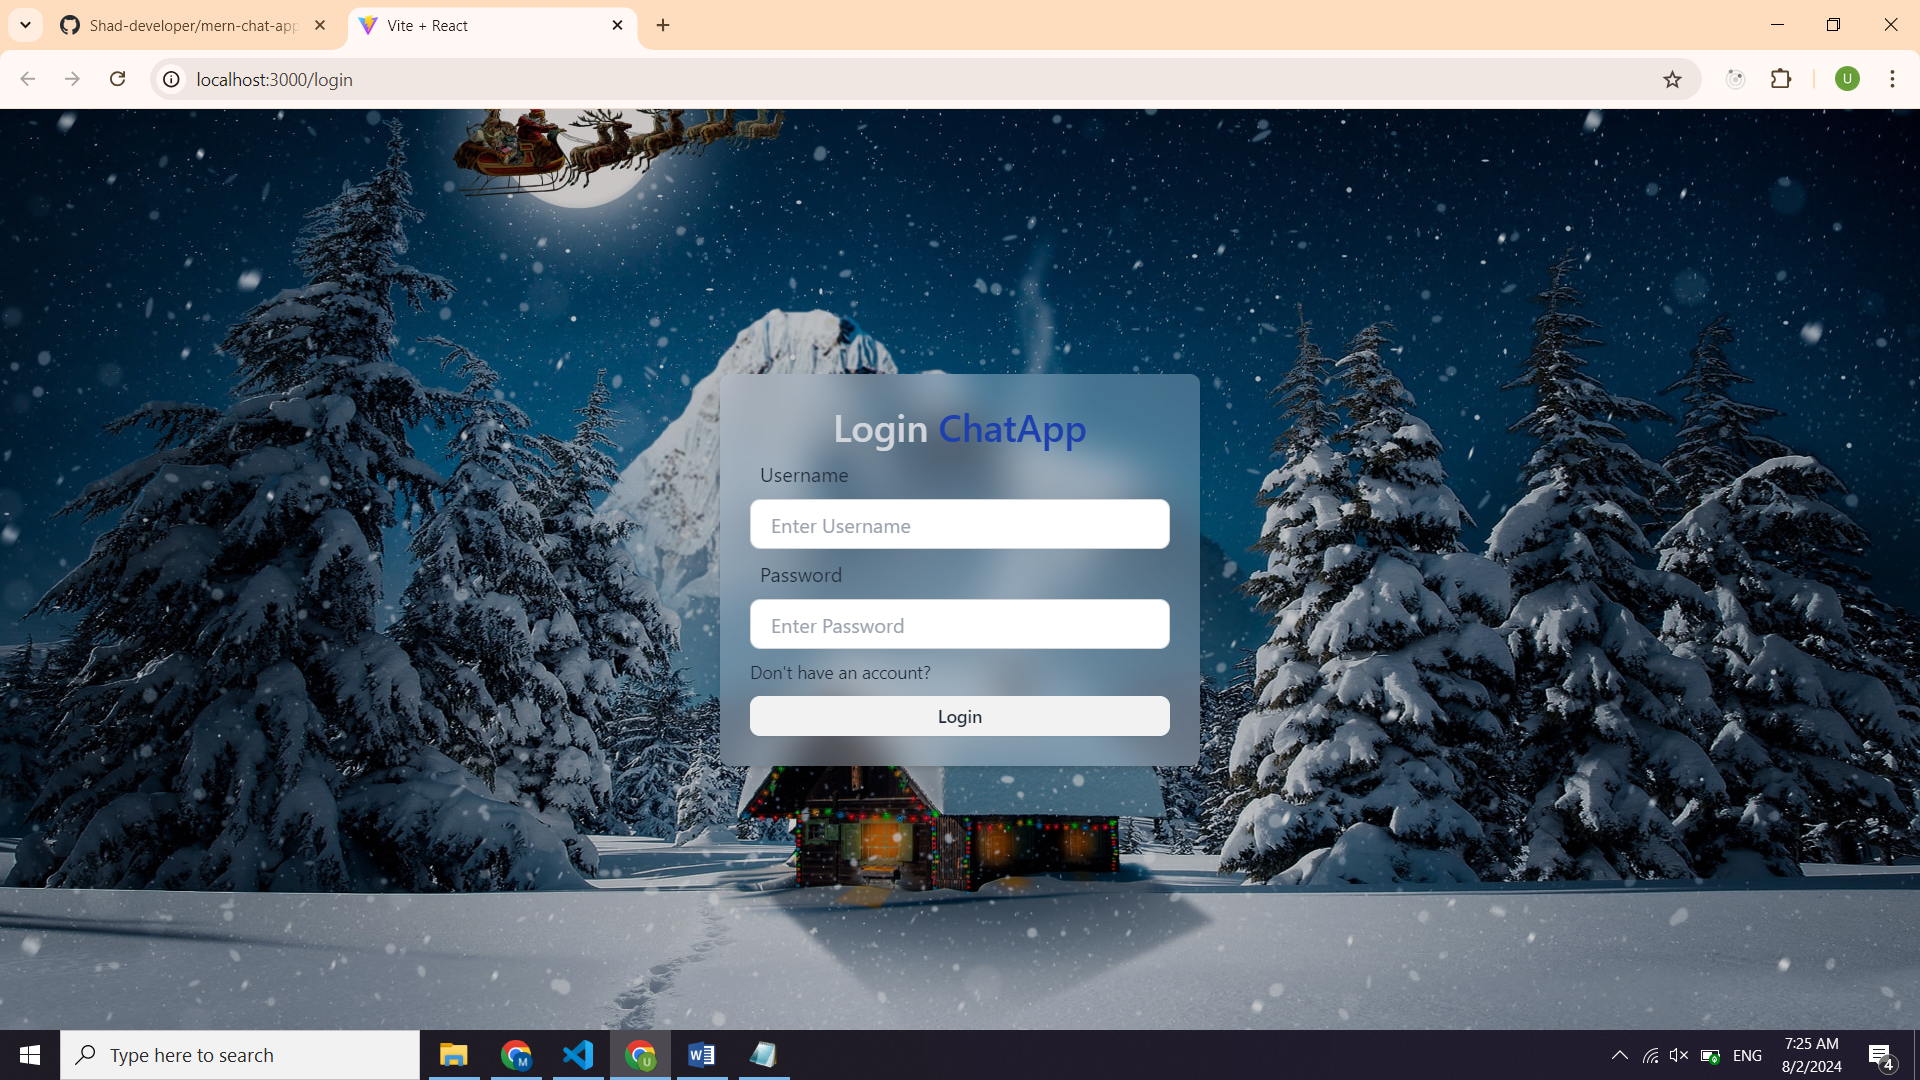 Shad-developer/mern-chat-app
Vite + React
localhost:3000/login
U
Login ChatApp
Username
Enter Username
Password
Enter Password
Don't have an account?
Login
Type here to search
M
U
W
ENG
7:25 AM
8/2/2024
4